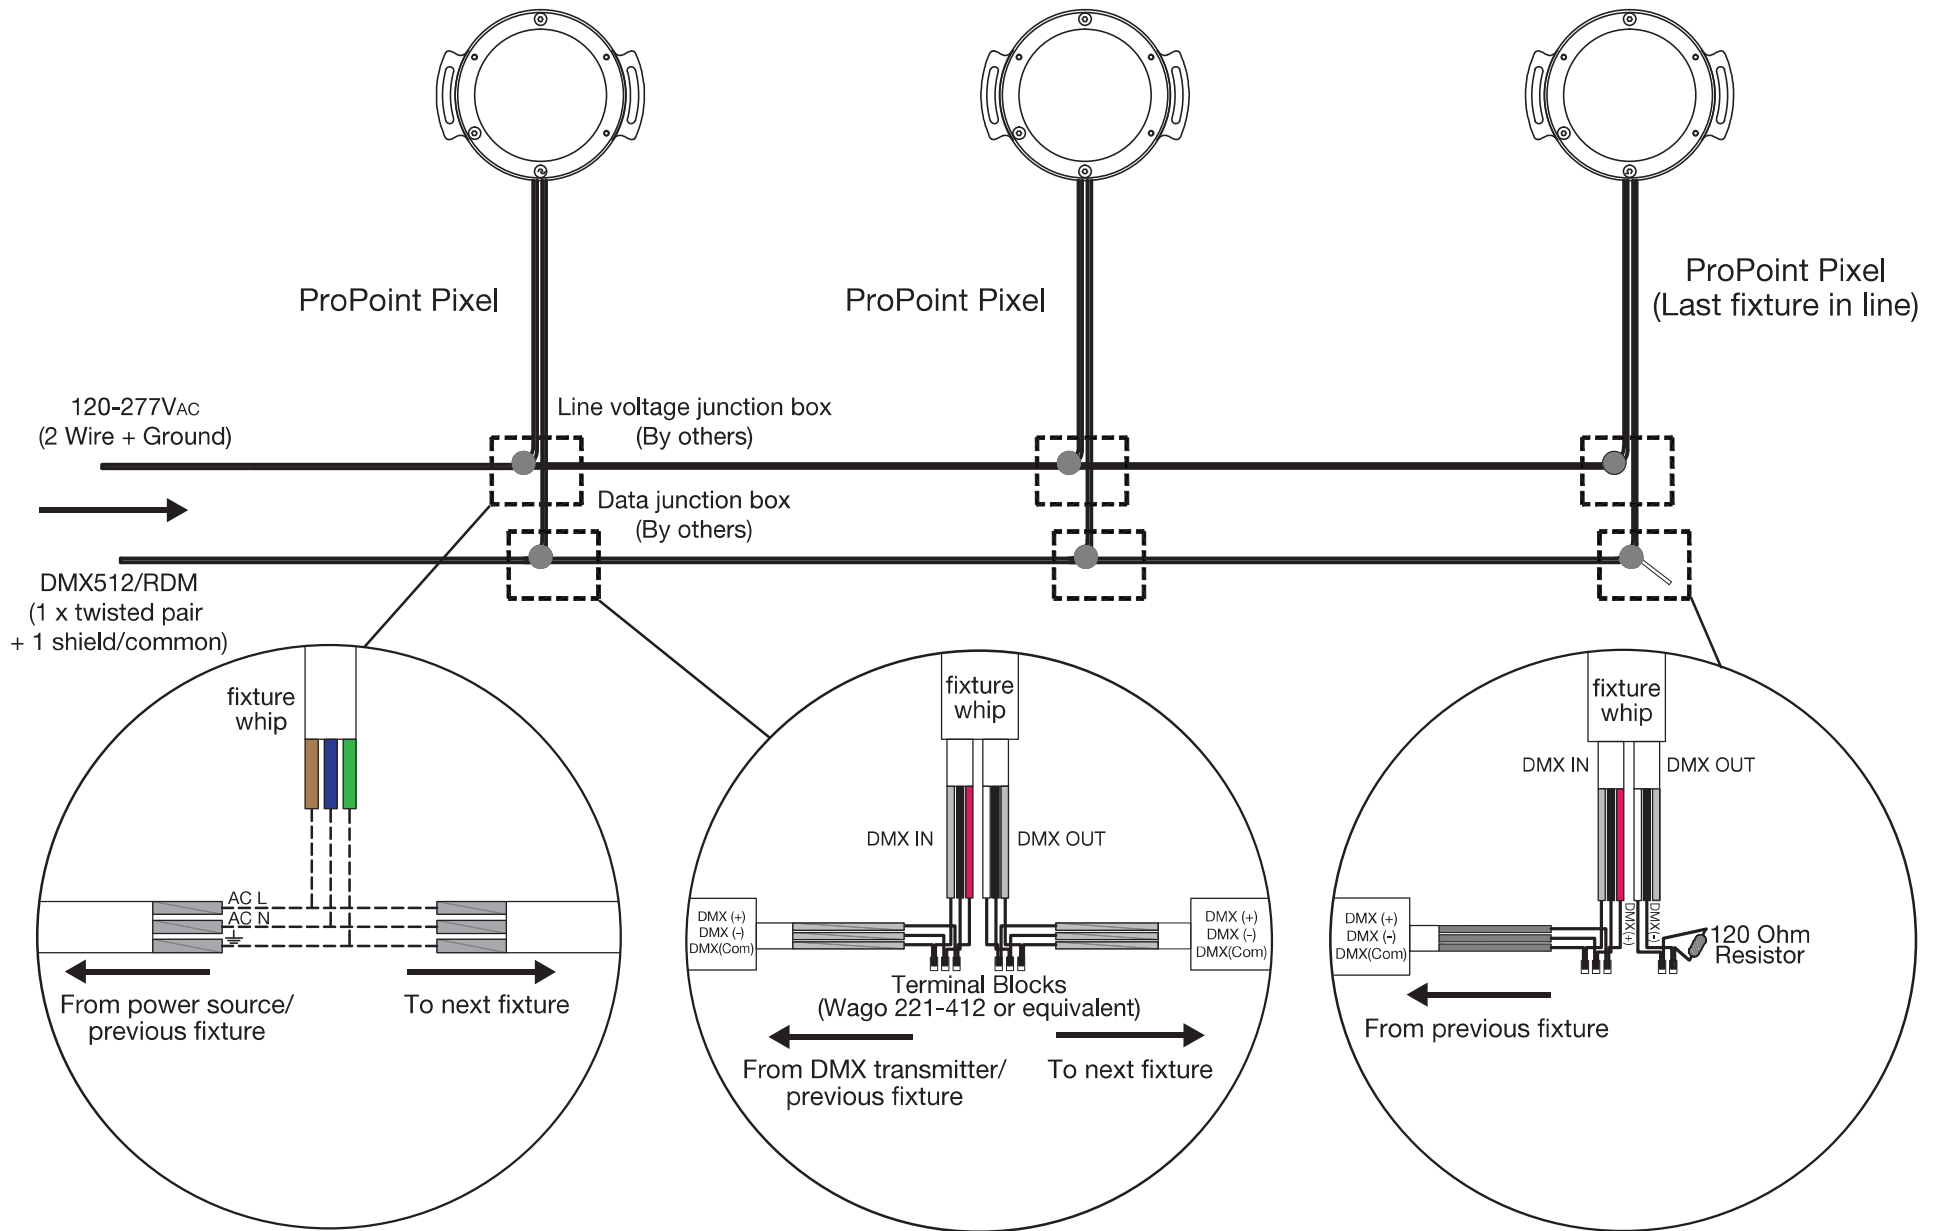 ProPoint Pixel
ProPoint Pixel
ProPoint Pixel
(Last fixture in line)
120-277VAC
(2 Wire + Ground)
Line voltage junction box
(By others)
Data junction box
(By others)
DMX512/RDM
(1 x twisted pair
+ 1 shield/common)
fixture
whip
AC L
AC N
From power source/
previous fixture
To next fixture
fixture
whip
DMX IN
DMX OUT
DMX (+)
DMX (-)
DMX(Com)
DMX (+)
DMX (-)
DMX(Com)
Terminal Blocks
(Wago 221-412 or equivalent)
From DMX transmitter/
previous fixture
To next fixture
fixture
whip
DMX IN
DMX OUT
DMX (+)
DMX (-)
DMX(Com)
DMX(+)
DMX(-)
120 Ohm
Resistor
From previous fixture